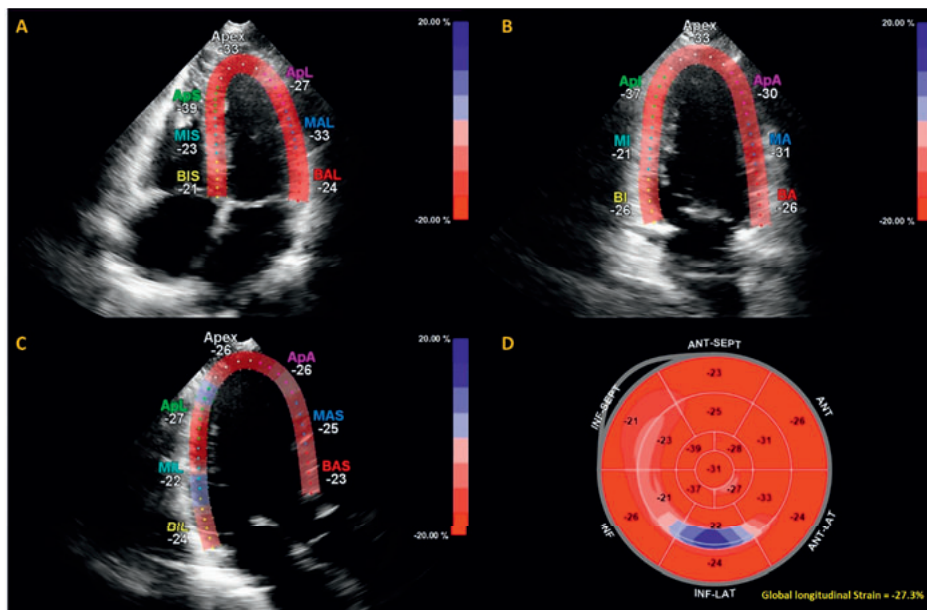 A
20.00 %
Apex
-33
ApL
-27
ApS
-39
MAL
-33
MIS
-23
BIS
-21
BAL
-24
-20.00 %
B
20.00 %
Apex
-33
ApI
-37
ApA
-30
MI
-21
MA
-31
BI
-26
BA
-26
-20.00 %
C
20.00 %
Apex
-26
ApA
-26
ApL
-27
MAS
-25
MIL
-22
BAS
-23
BIL
-24
-20.00 %
D
ANT-SEPT
INF-SEPT
ANT
-23
-21
-26
-25
-23
-31
-39
-28
-31
-37
-27
-21
-33
-26
-22
-24
-24
INF
ANT-LAT
INF-LAT
Global longitudinal Strain = -27.3%